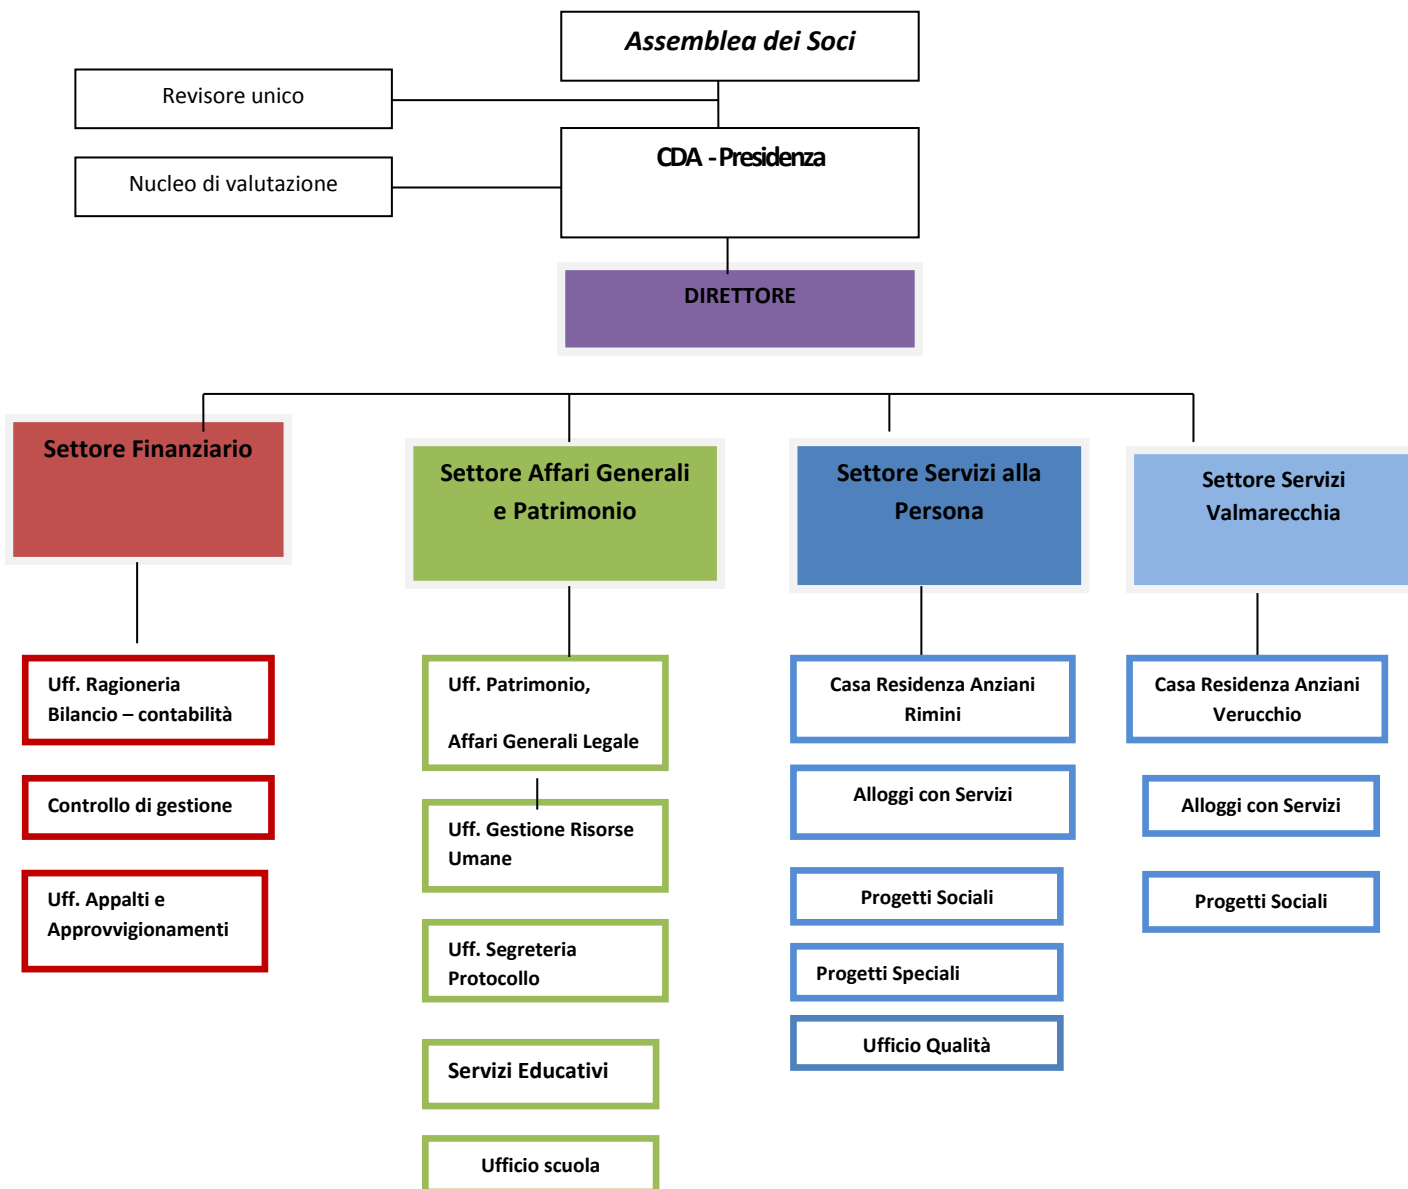 Assemblea dei Soci
Revisore unico
CDA - Presidenza
Nucleo di valutazione
DIRETTORE
Settore Finanziario
Settore Affari Generali
e Patrimonio
Settore Servizi alla
Persona
Settore Servizi
Valmarecchia
Uff. Ragioneria
Bilancio – contabilità
Controllo di gestione
Uff. Appalti e
Approvvigionamenti
Uff. Patrimonio,
Affari Generali Legale
Uff. Gestione Risorse
Umane
Uff. Segreteria
Protocollo
Servizi Educativi
Ufficio scuola
Casa Residenza Anziani
Rimini
Alloggi con Servizi
Progetti Sociali
Progetti Speciali
Ufficio Qualità
Casa Residenza Anziani
Verucchio
Alloggi con Servizi
Progetti Sociali